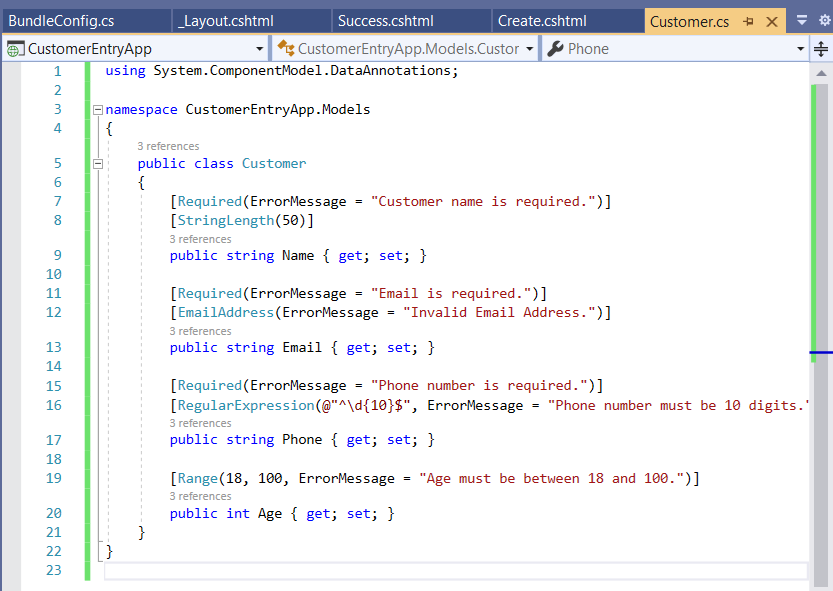 BundleConfig.cs _Layout.cshtml Success.cshtml Create.cshtml Customer.cs
CustomerEntryApp CustomerEntryApp.Models.Custor Phone
1 using System.ComponentModel.DataAnnotations;
2
3 namespace CustomerEntryApp.Models
4 {
3 references
5 public class Customer
6 {
7 [Required(ErrorMessage = "Customer name is required.")]
8 [StringLength(50)]
3 references
9 public string Name { get; set; }
10
11 [Required(ErrorMessage = "Email is required.")]
12 [EmailAddress(ErrorMessage = "Invalid Email Address.")]
3 references
13 public string Email { get; set; }
14
15 [Required(ErrorMessage = "Phone number is required.")]
16 [RegularExpression(@"^\d{10}$", ErrorMessage = "Phone number must be 10 digits.'
3 references
17 public string Phone { get; set; }
18
19 [Range(18, 100, ErrorMessage = "Age must be between 18 and 100.")]
3 references
20 public int Age { get; set; }
21 }
22 }
23